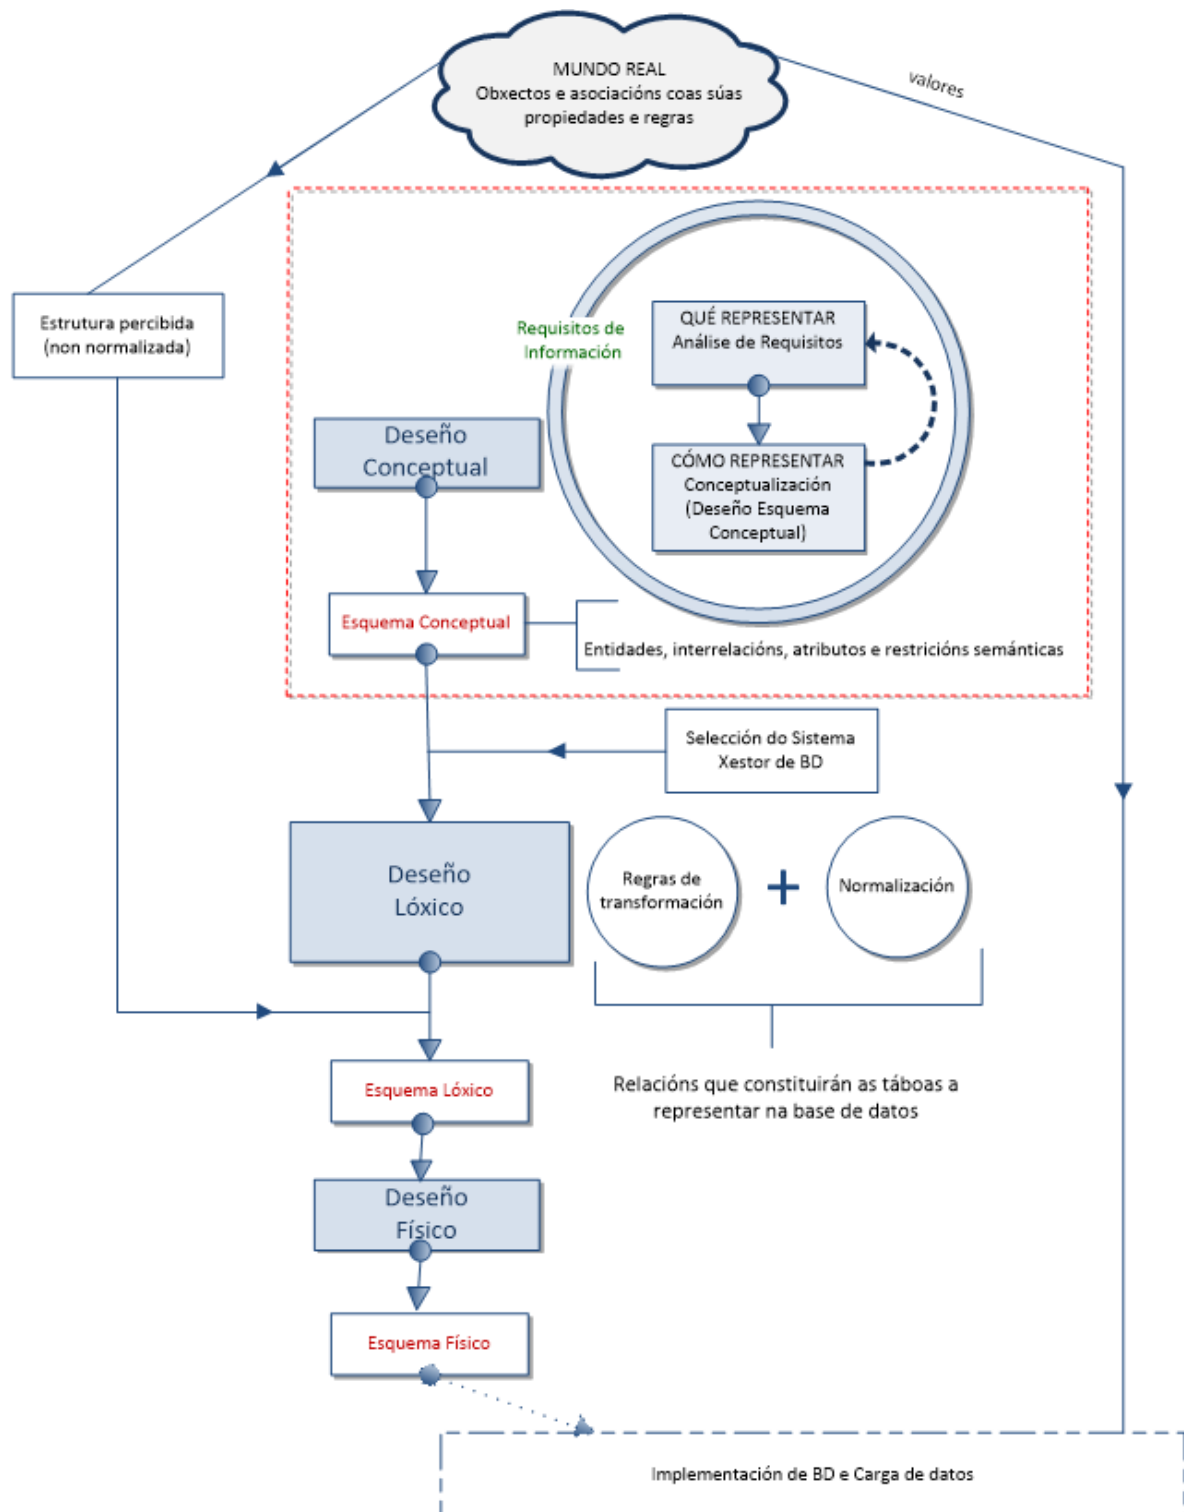 MUNDO REAL
Obxectos e asociacións coas súas
propiedades e regras
valores
Estrutura percibida
(non normalizada)
Requisitos de
Información
QUÉ REPRESENTAR
Análise de Requisitos
CÓMO REPRESENTAR
Conceptualización
(Deseño Esquema
Conceptual)
Deseño
Conceptual
Esquema Conceptual
Entidades, interrelacións, atributos e restricións semánticas
Selección do Sistema
Xestor de BD
Deseño
Lóxico
Regras de
transformación
+
Normalización
Relacións que constituirán as táboas a
representar na base de datos
Esquema Lóxico
Deseño
Físico
Esquema Físico
Implementación de BD e Carga de datos